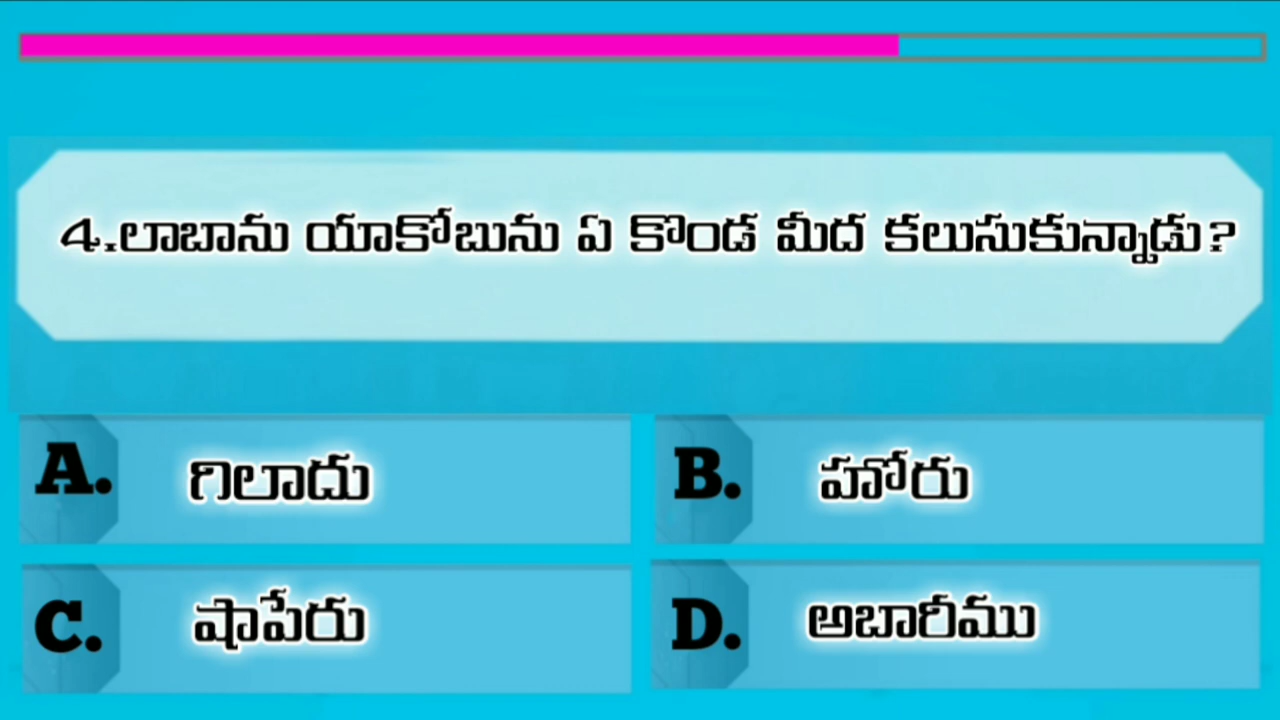 4.లాబాను యాకోబును ఏ కొండ మీద కలుసుకున్నాడు?
A. గిలాదు
B. హోరు
C. షాపేరు
D. అబారీము